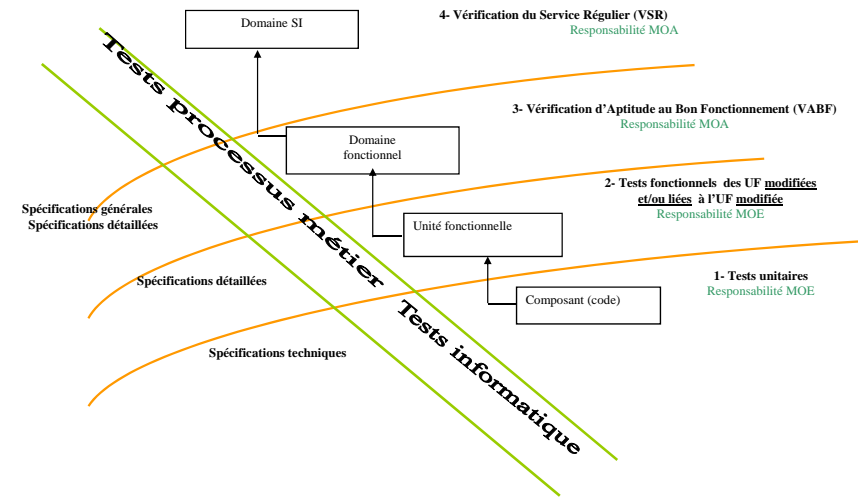 Domaine SI
4- Vérification du Service Régulier (VSR)
Responsabilité MOA
Tests processus métier Tests informatique
3- Vérification d'Aptitude au Bon Fonctionnement (VABF)
Responsabilité MOA
Domaine
fonctionnel
2- Tests fonctionnels des UF modifiées
et/ou liées à l'UF modifiée
Responsabilité MOE
Spécifications générales
Spécifications détaillées
Unité fonctionnelle
Spécifications détaillées
1- Tests unitaires
Responsabilité MOE
Composant (code)
Spécifications techniques